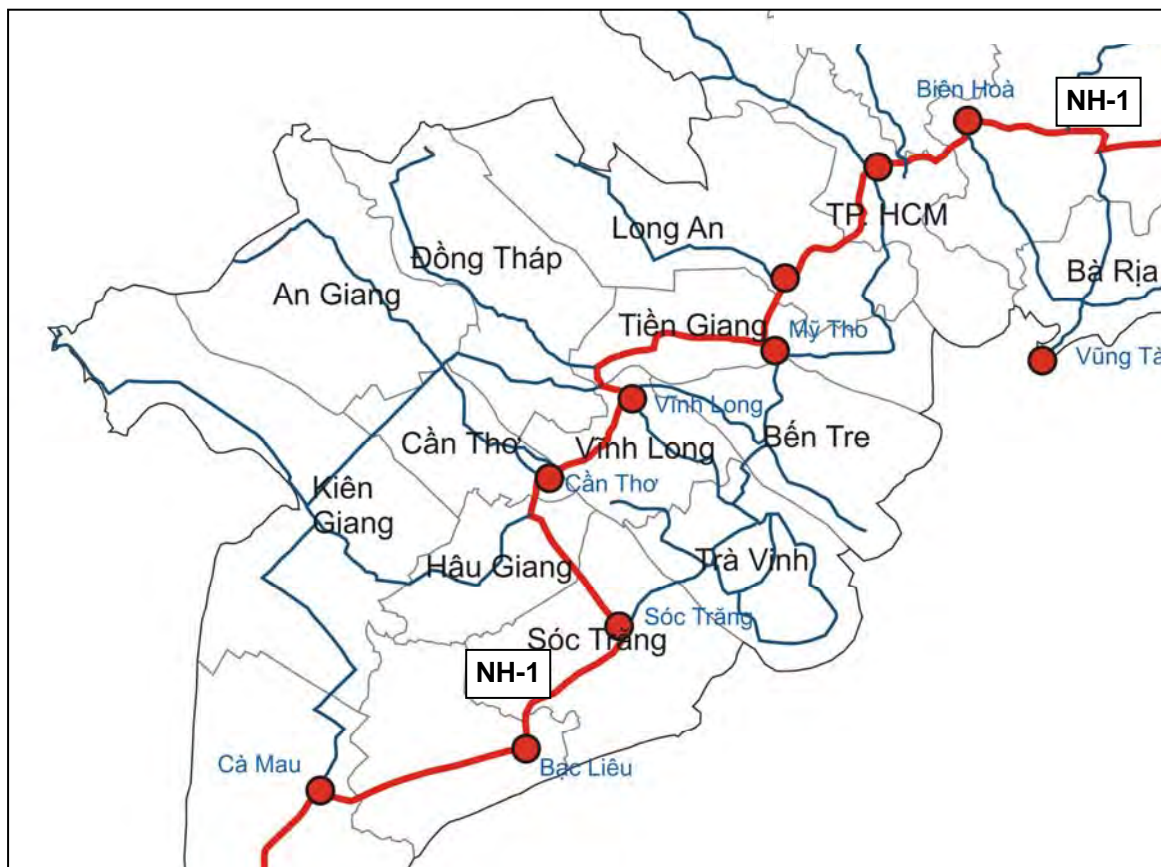 Biên Hoà
NH-1
TP. HCM
Long An
Đồng Tháp
Bà Rịa
An Giang
Tiền Giang
Mỹ Tho
Vũng Tà
Vĩnh Long
Bến Tre
Cần Thơ
Vĩnh Long
Cần Thơ
Kiên
Giang
Trà Vinh
Hâu Giang
Sóc Trăng
Sóc Trăng
NH-1
Cà Mau
Bạc Liêu